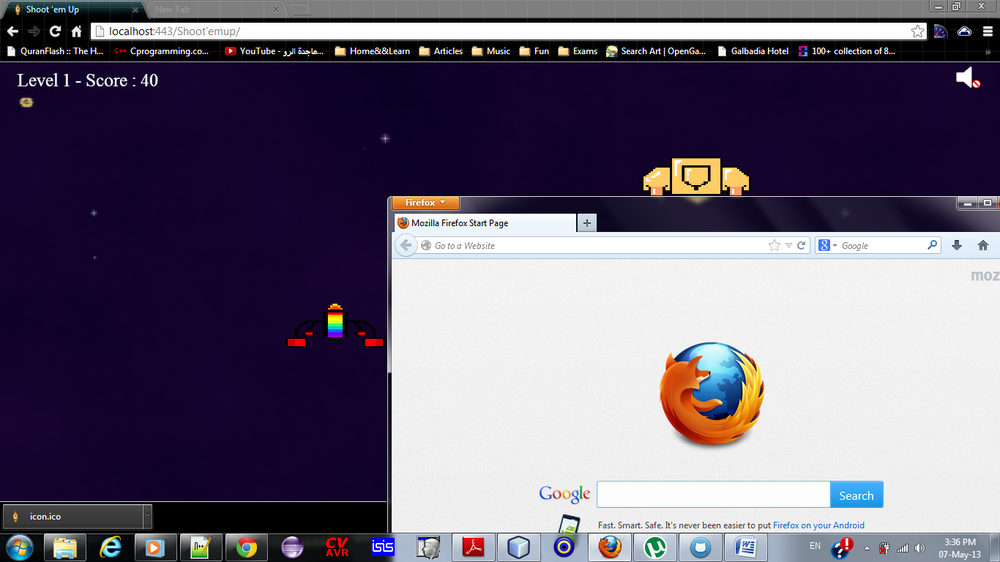 Shoot 'em Up
New Tab
localhost:443/Shoot'emup/
QuranFlash :: The H...
Cprogramming.co...
YouTube - ماجدة الرو...
Home&&Learn
Articles
Music
Fun
Exams
Search Art | OpenGa...
Galbadia Hotel
100+ collection of 8...
»
Level 1 - Score : 40
Firefox
Mozilla Firefox Start Page
Go to a Website
8
Google
moz
Google
Search
Fast. Smart. Safe. It's never been easier to put Firefox on your Android
icon.ico
n++
CV
AVR
isis
W
EN
3:36 PM
07-May-13